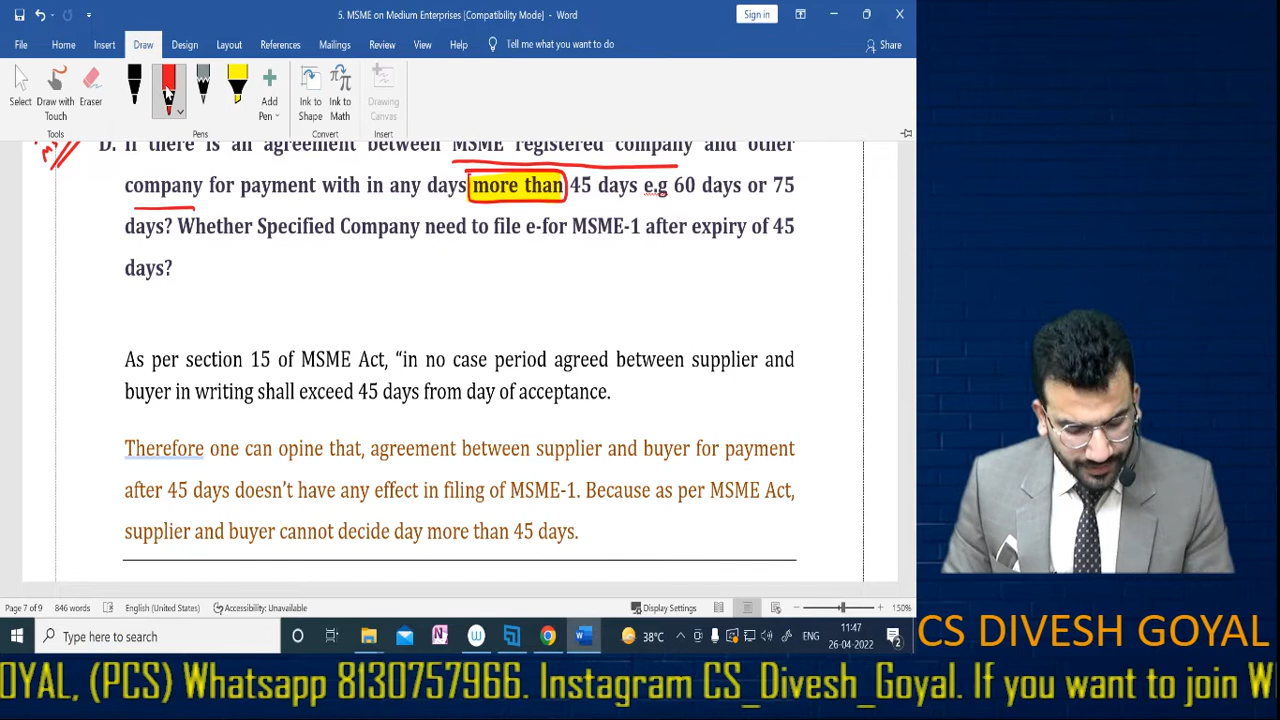 5. MSME on Medium Enterprises [Compatibility Mode] - Word
Sign in
File Home Insert Draw Design Layout References Mailings Review View Help Tell me what you want to do Share
Select Draw with Touch Eraser Add Pen Ink to Shape Ink to Math Drawing Canvas
Tools Pens Convert Insert
D. If there is an agreement between MSME registered company and other
company for payment with in any days more than 45 days e.g 60 days or 75
days? Whether Specified Company need to file e-for MSME-1 after expiry of 45
days?
As per section 15 of MSME Act, “in no case period agreed between supplier and
buyer in writing shall exceed 45 days from day of acceptance.
Therefore one can opine that, agreement between supplier and buyer for payment
after 45 days doesn’t have any effect in filing of MSME-1. Because as per MSME Act,
supplier and buyer cannot decide day more than 45 days.
Page 7 of 9 846 words English (United States) Accessibility: Unavailable Display Settings 150%
Type here to search 38°C ENG 11:47
26-04-2022 2
CS DIVESH GOYAL
OYAL, (PCS) Whatsapp 8130757966. Instagram CS_Divesh_Goyal. If you want to join W